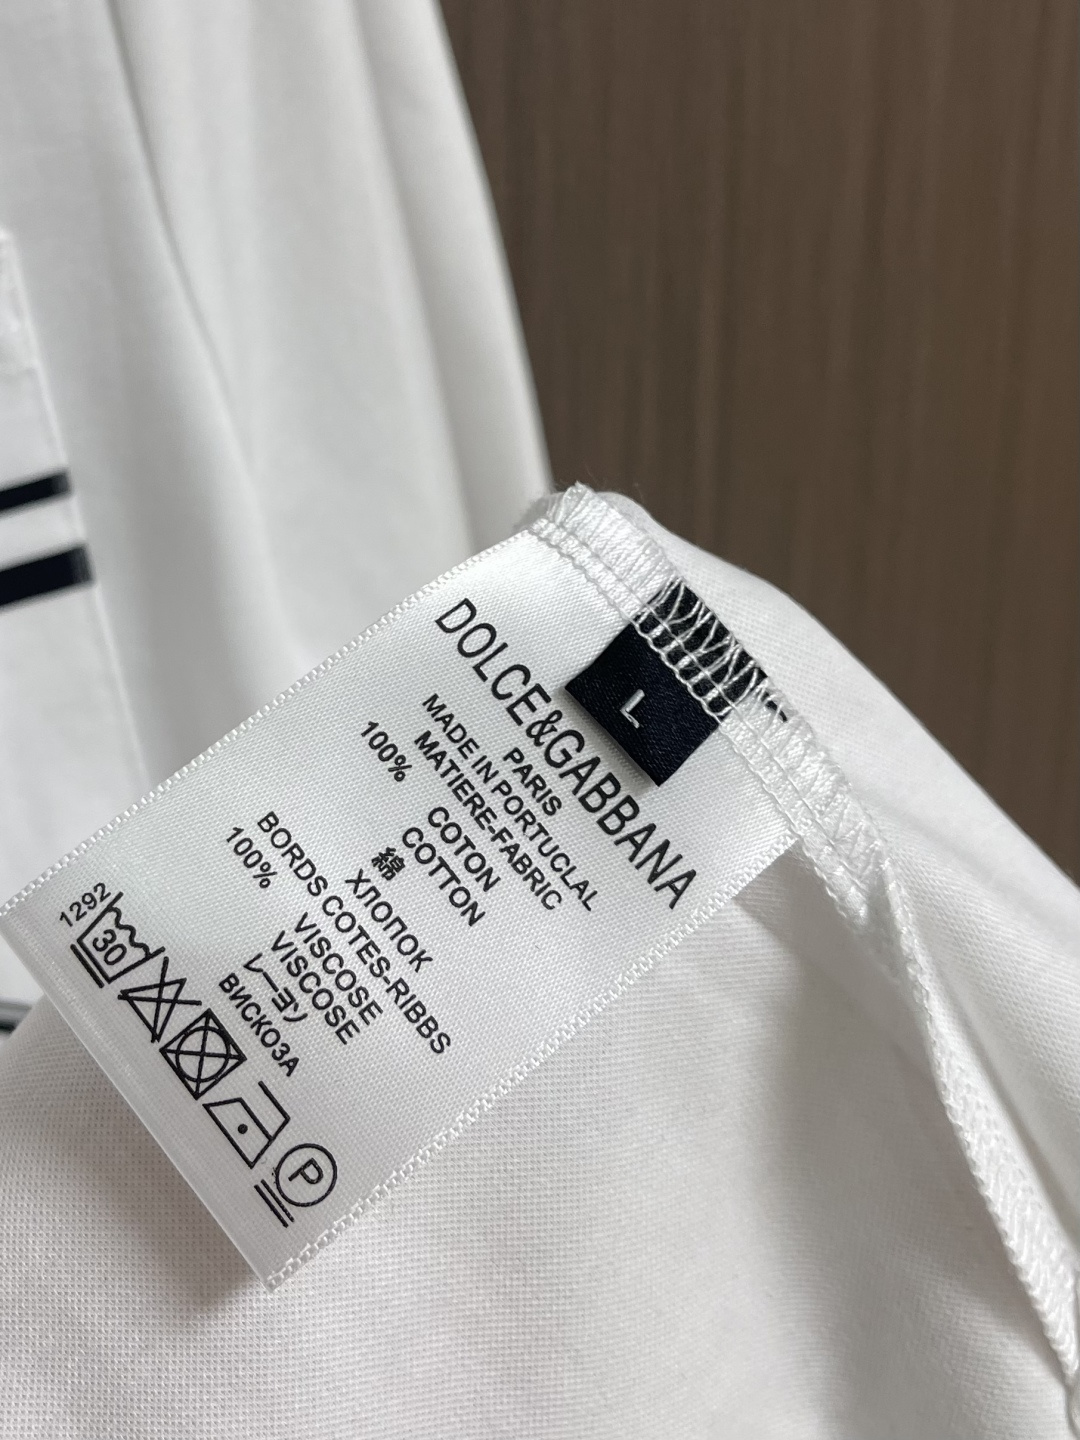 L
DOLCE&GABBANA
PARIS
MADE IN PORTUCLAL
MATIERE-FABRIC
100% COTON
COTTON
綿
ХЛОПОК
BORDS COTES-RIBBS
100% VISCOSE
VISCOSE
レーヨン
ВИСКОЗА
1292
30
P